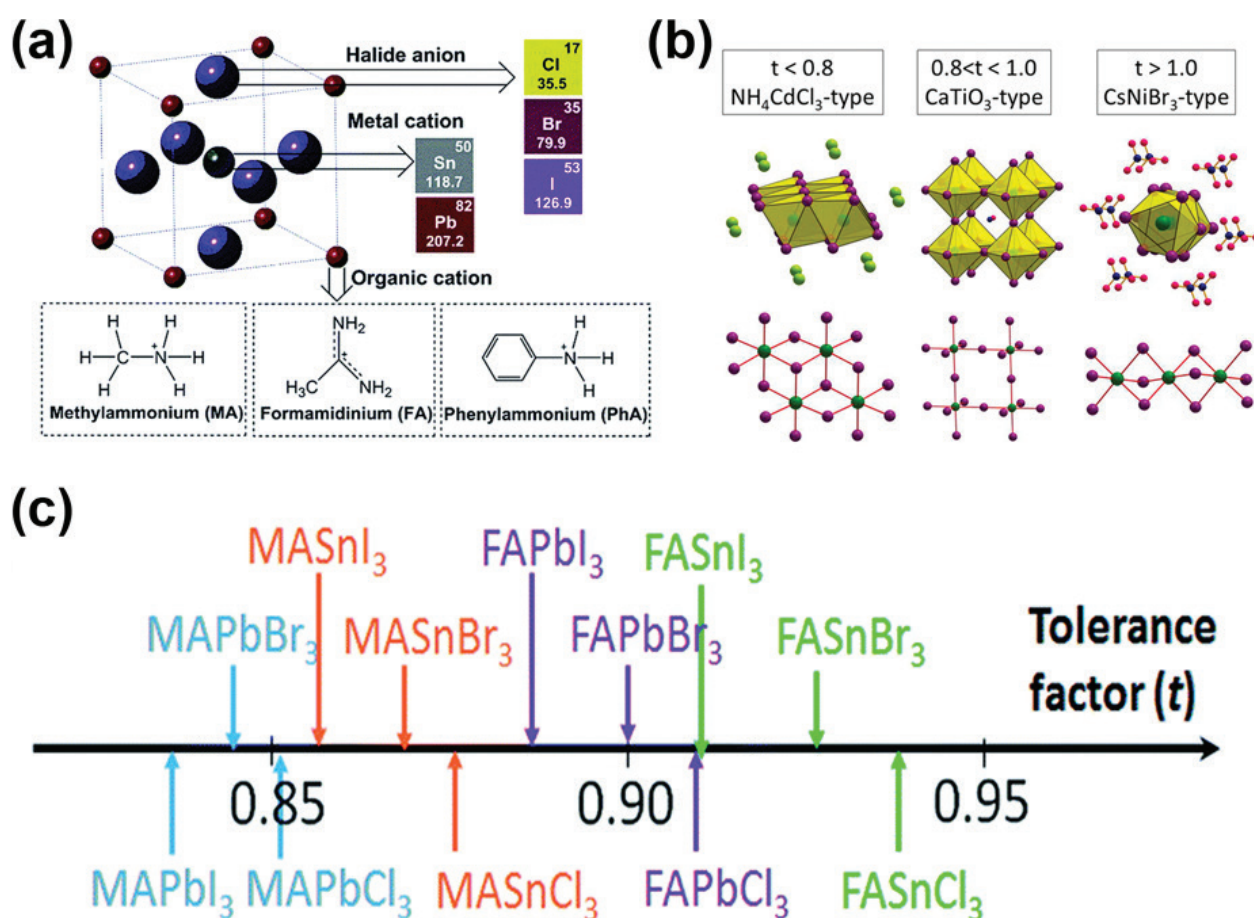 (a)
Halide anion
17
Cl
35.5
35
Br
79.9
53
I
126.9
Metal cation
50
Sn
118.7
82
Pb
207.2
Organic cation
H
H
H
C
N
+
H
H
H
Methylammonium (MA)
NH₂
+
H₃C
NH₂
Formamidinium (FA)
H
+
N
H
H
Phenylammonium (PhA)
(b)
t < 0.8
NH₄CdCl₃-type
0.8<t < 1.0
CaTiO₃-type
t > 1.0
CsNiBr₃-type
(c)
MASnI₃
FAPbI₃
FASnI₃
MAPbBr₃
MASnBr₃
FAPbBr₃
FASnBr₃
Tolerance
factor (t)
0.85
0.90
0.95
MAPbI₃
MAPbCl₃
MASnCl₃
FAPbCl₃
FASnCl₃